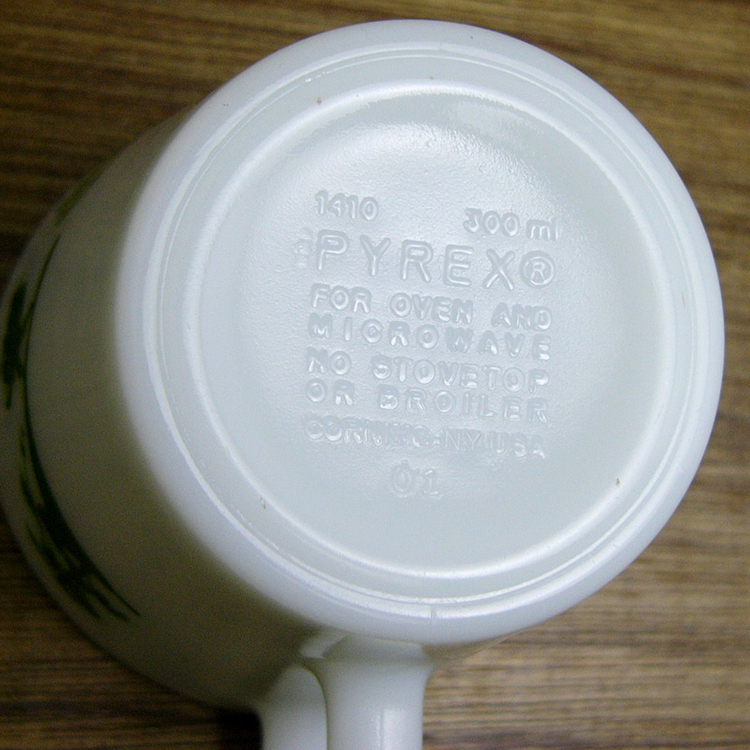 1410 300 ml
PYREX®
FOR OVEN AND
MICROWAVE
NO STOVETOP
OR BROILER
CORNING·NY·USA
01